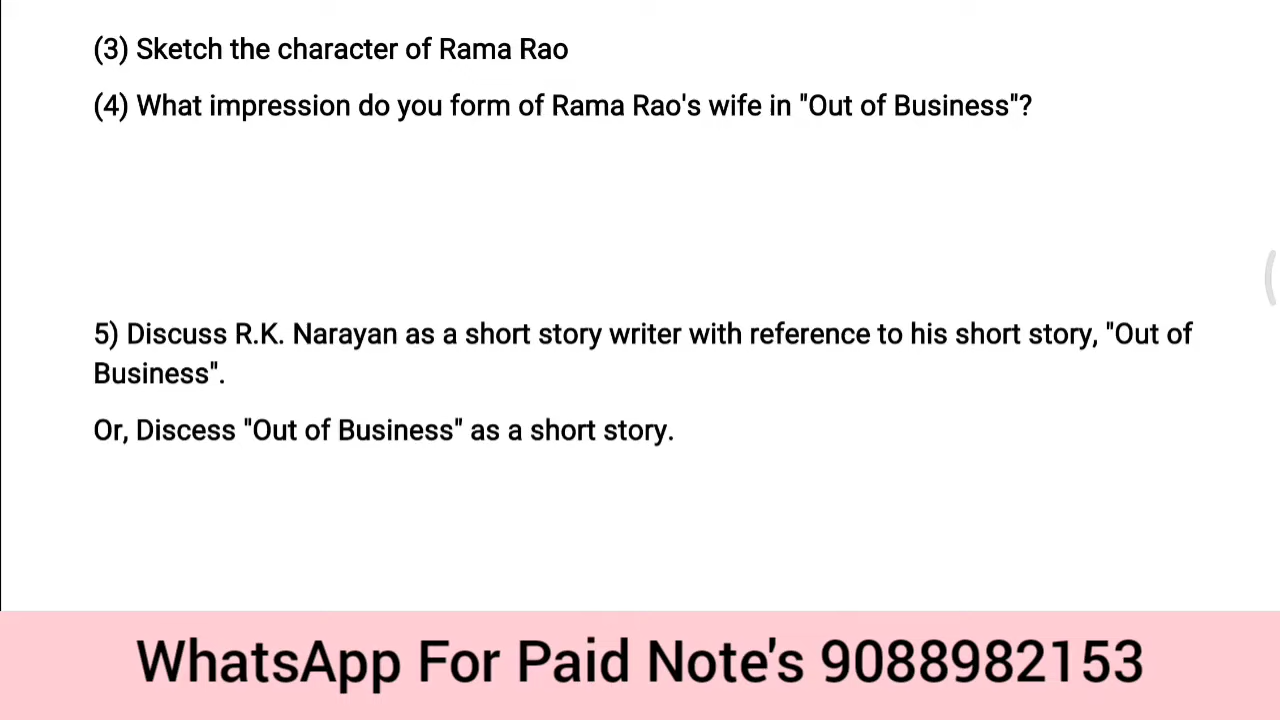 (3) Sketch the character of Rama Rao
(4) What impression do you form of Rama Rao's wife in "Out of Business"?
5) Discuss R.K. Narayan as a short story writer with reference to his short story, "Out of
Business".
Or, Discess "Out of Business" as a short story.
WhatsApp For Paid Note's 9088982153